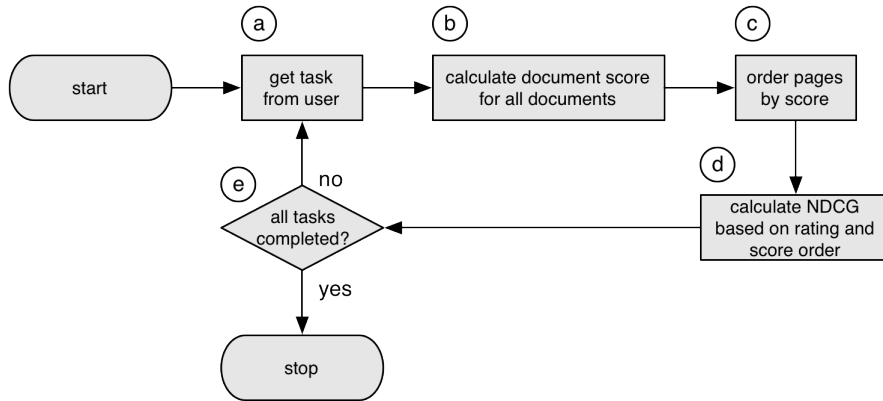 a
b
c
start
get task
from user
calculate document score
for all documents
order pages
by score
d
e
no
all tasks
completed?
calculate NDCG
based on rating and
score order
yes
stop